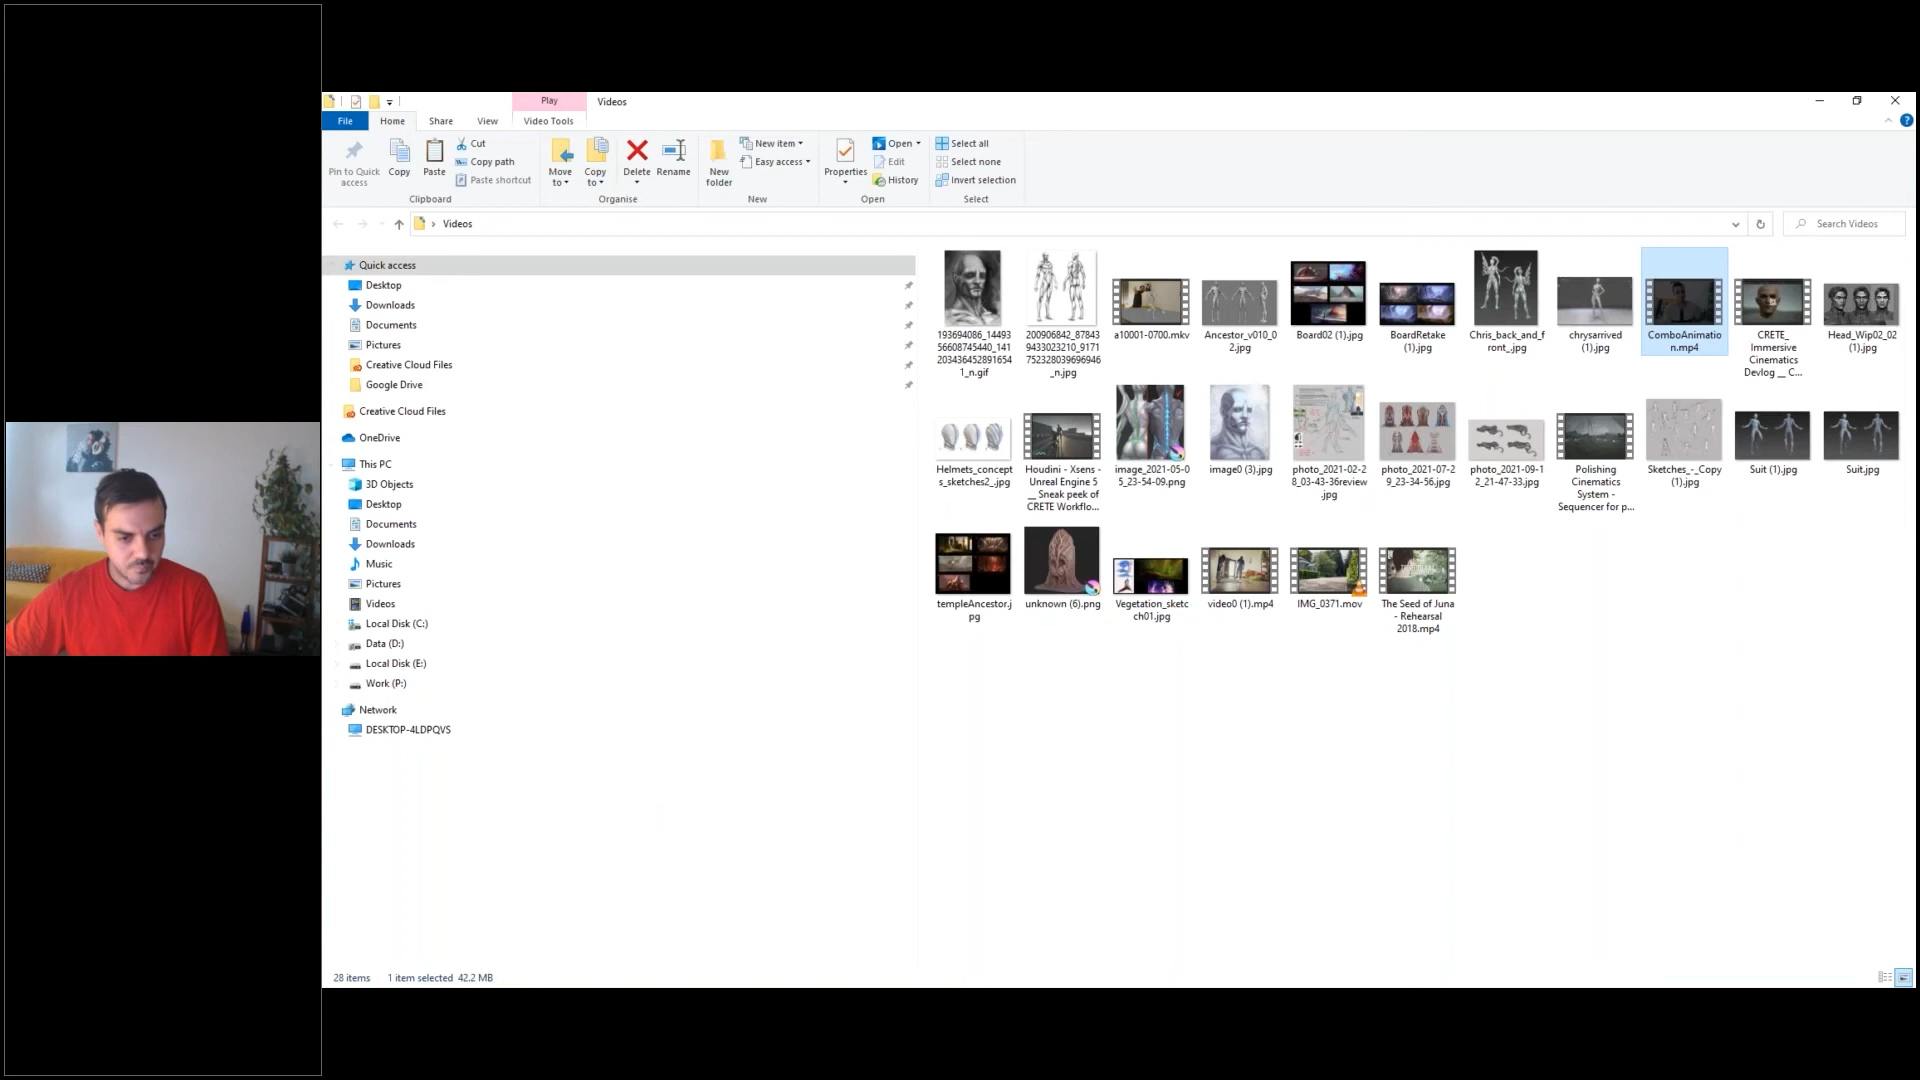 Play
Videos
File
Home
Share
View
Video Tools
Pin to Quick
access
Copy
Paste
Cut
Copy path
Paste shortcut
Clipboard
Move
to
Copy
to
Delete
Rename
Organise
New
folder
New item
Easy access
New
Properties
Open
Edit
History
Open
Select all
Select none
Invert selection
Select
Videos
Search Videos
Quick access
Desktop
Downloads
Documents
Pictures
Creative Cloud Files
Google Drive
Creative Cloud Files
OneDrive
This PC
3D Objects
Desktop
Documents
Downloads
Music
Pictures
Videos
Local Disk (C:)
Data (D:)
Local Disk (E:)
Work (P:)
Network
DESKTOP-4LDPQVS
193694086_14493
56608745440_141
203436452891654
1_n.gif
200906842_87843
9433023210_9171
752328039696946
_n.jpg
a10001-0700.mkv
Ancestor_v010_0
2.jpg
Board02 (1).jpg
BoardRetake
(1).jpg
Chris_back_and_f
ront_.jpg
chrysarrived
(1).jpg
ComboAnimatio
n.mp4
CRETE_
Immersive
Cinematics
Devlog __ C...
Head_Wip02_02
(1).jpg
Helmets_concept
s_sketches2_.jpg
Houdini - Xsens -
Unreal Engine 5
__ Sneak peek of
CRETE Workflo...
image_2021-05-0
5_23-54-09.png
image0 (3).jpg
photo_2021-02-2
8_03-43-36review
.jpg
photo_2021-07-2
9_23-34-56.jpg
photo_2021-09-1
2_21-47-33.jpg
Polishing
Cinematics
System -
Sequencer for p...
Sketches_-_Copy
(1).jpg
Suit (1).jpg
Suit.jpg
templeAncestor.j
pg
unknown (6).png
Vegetation_sketc
ch01.jpg
video0 (1).mp4
IMG_0371.mov
The Seed of Juna
- Rehearsal
2018.mp4
28 items
1 item selected 42.2 MB